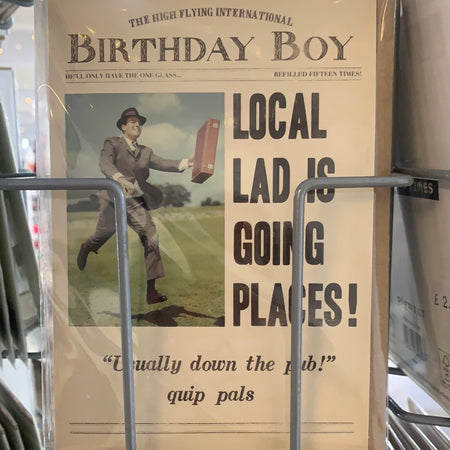 THE HIGH FLYING INTERNATIONAL
BIRTHDAY BOY
HE'LL ONLY HAVE THE ONE GLASS... REFILLED FIFTEEN TIMES!
LOCAL
LAD IS
GOING
PLACES!
"Usually down the pub!"
quip pals
£2.